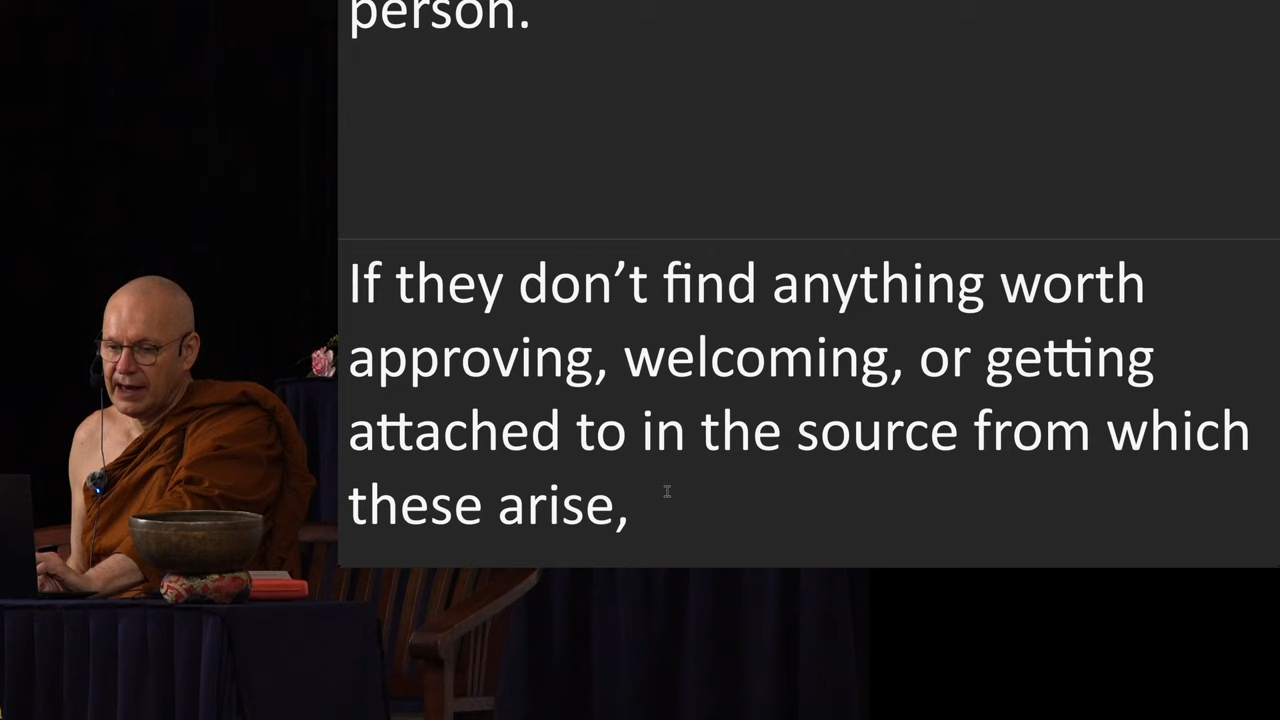 person.
If they don’t find anything worth
approving, welcoming, or getting
attached to in the source from which
these arise,